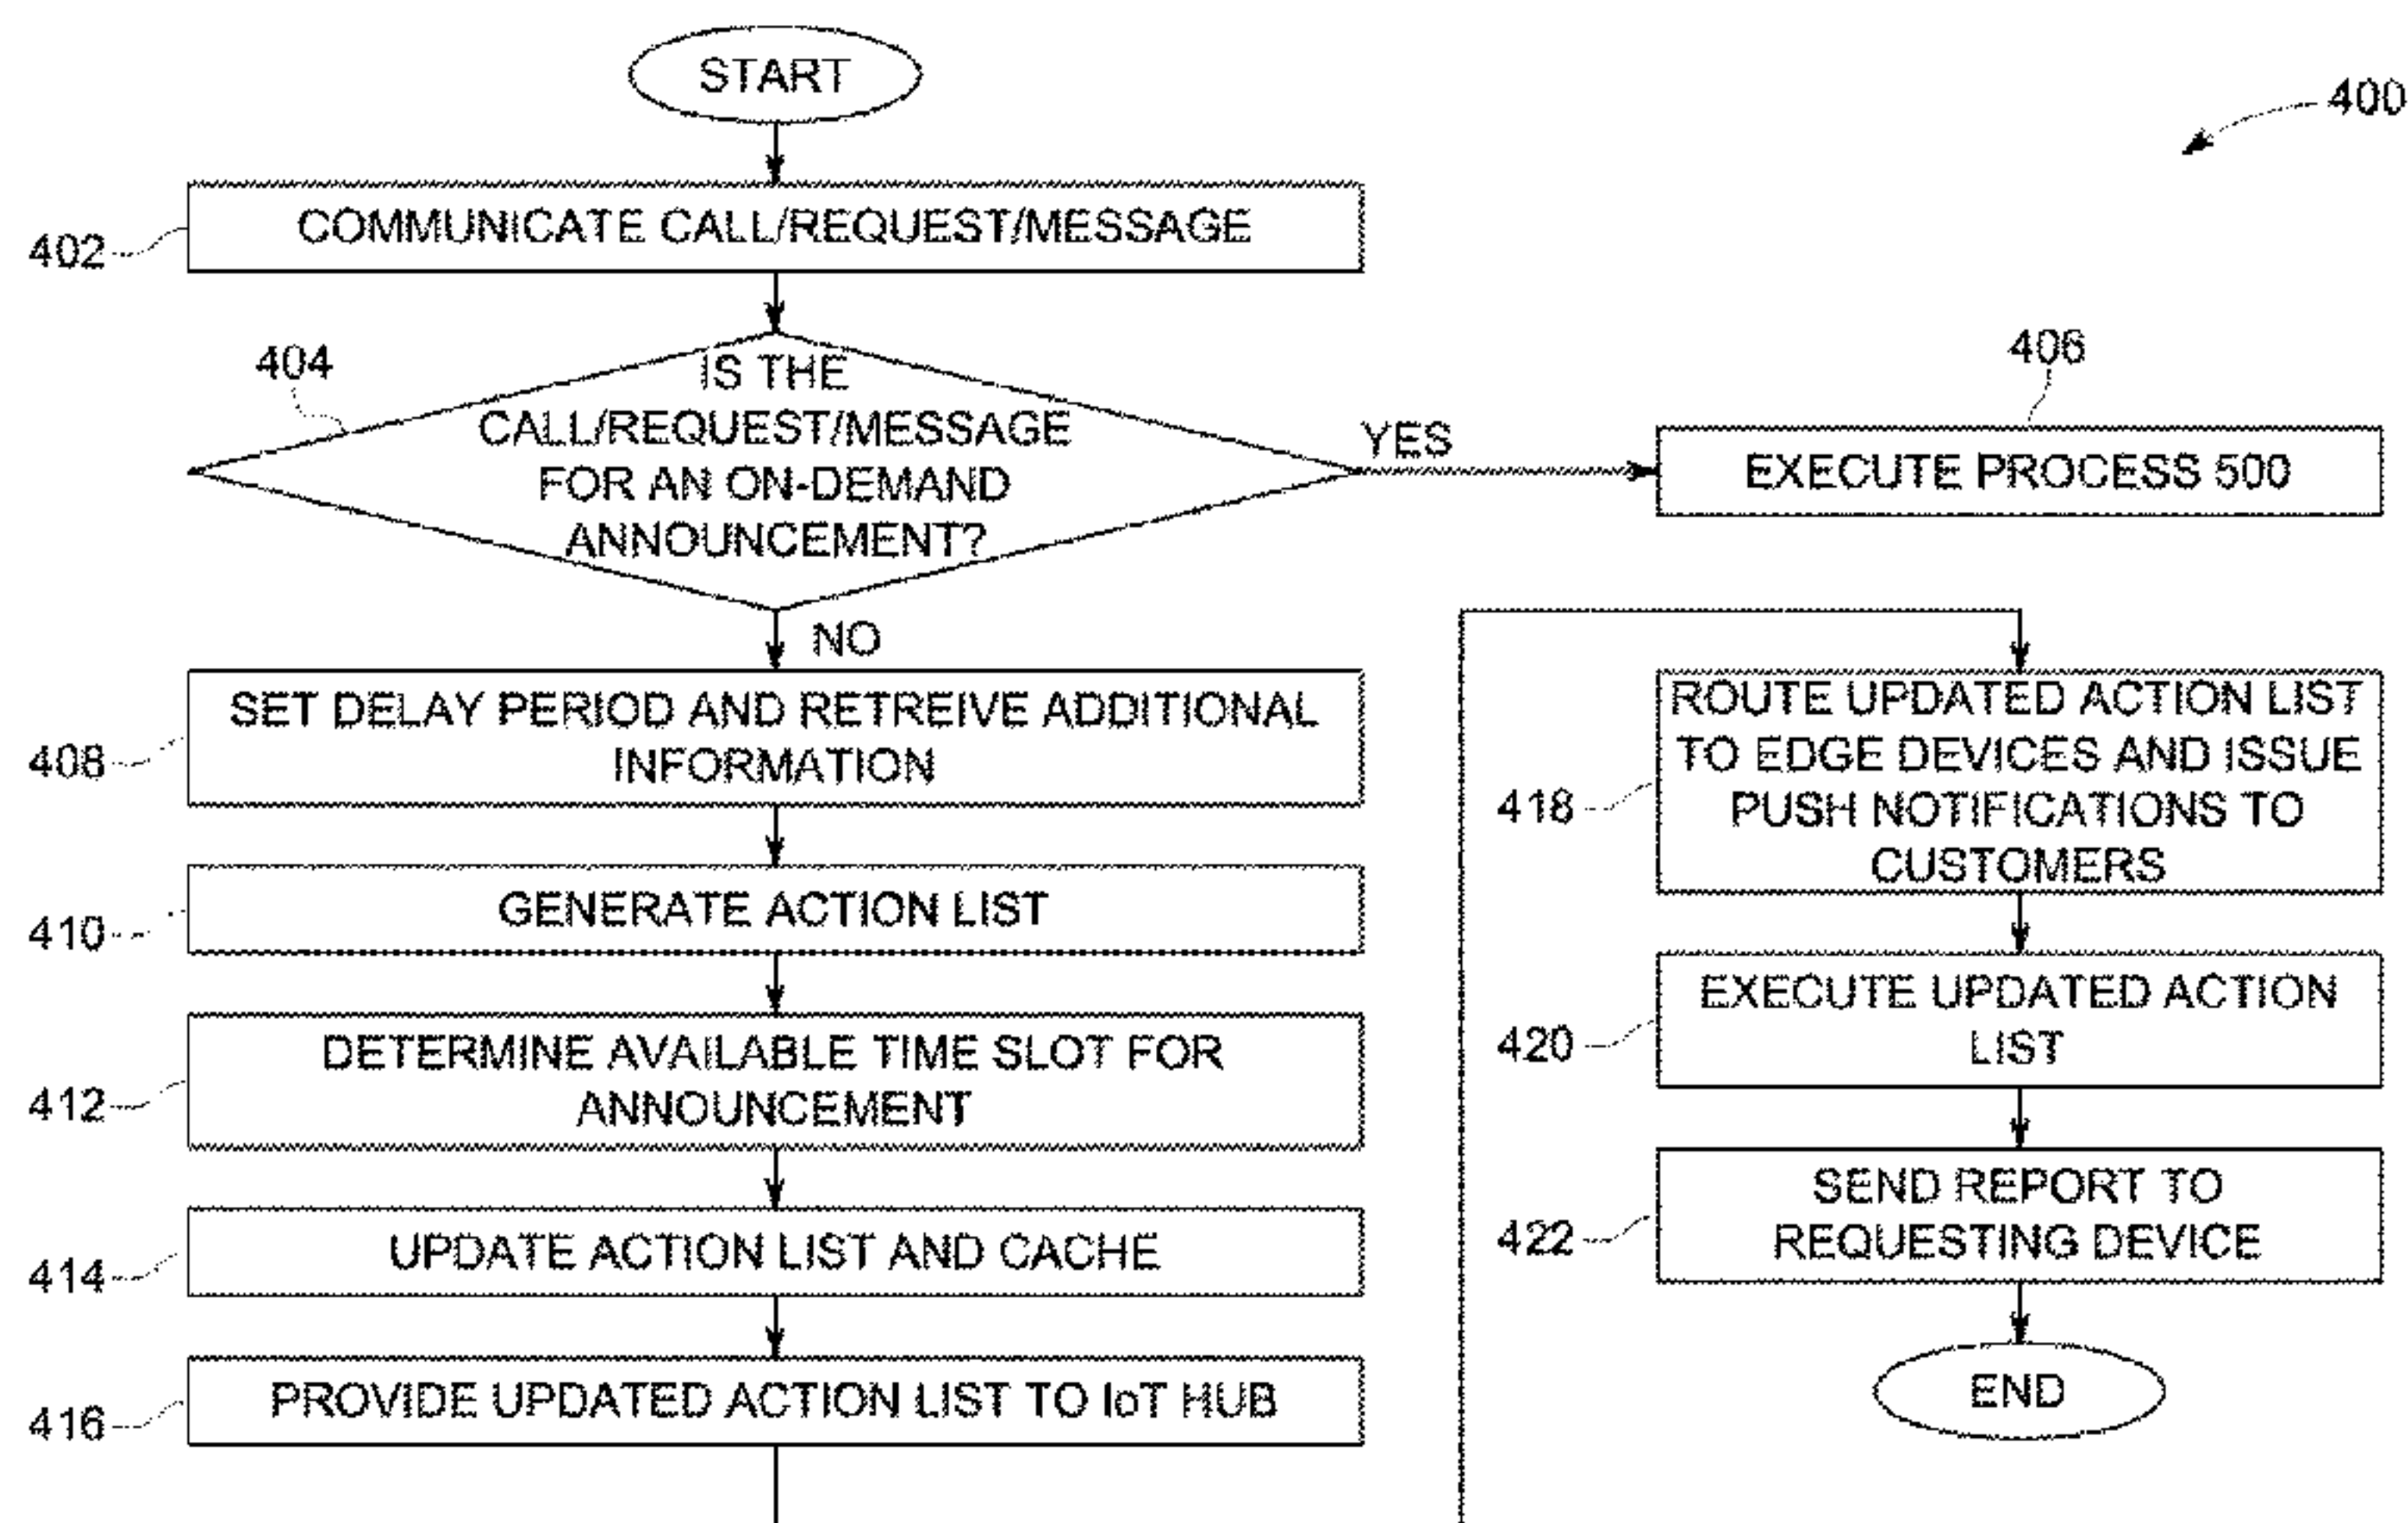 START
400
COMMUNICATE CALL/REQUEST/MESSAGE
402
404
IS THE
CALL/REQUEST/MESSAGE
FOR AN ON-DEMAND
ANNOUNCEMENT?
YES
406
EXECUTE PROCESS 500
NO
SET DELAY PERIOD AND RETREIVE ADDITIONAL
INFORMATION
408
GENERATE ACTION LIST
410
DETERMINE AVAILABLE TIME SLOT FOR
ANNOUNCEMENT
412
UPDATE ACTION LIST AND CACHE
414
PROVIDE UPDATED ACTION LIST TO IoT HUB
416
ROUTE UPDATED ACTION LIST
TO EDGE DEVICES AND ISSUE
PUSH NOTIFICATIONS TO
CUSTOMERS
418
EXECUTE UPDATED ACTION
LIST
420
SEND REPORT TO
REQUESTING DEVICE
422
END